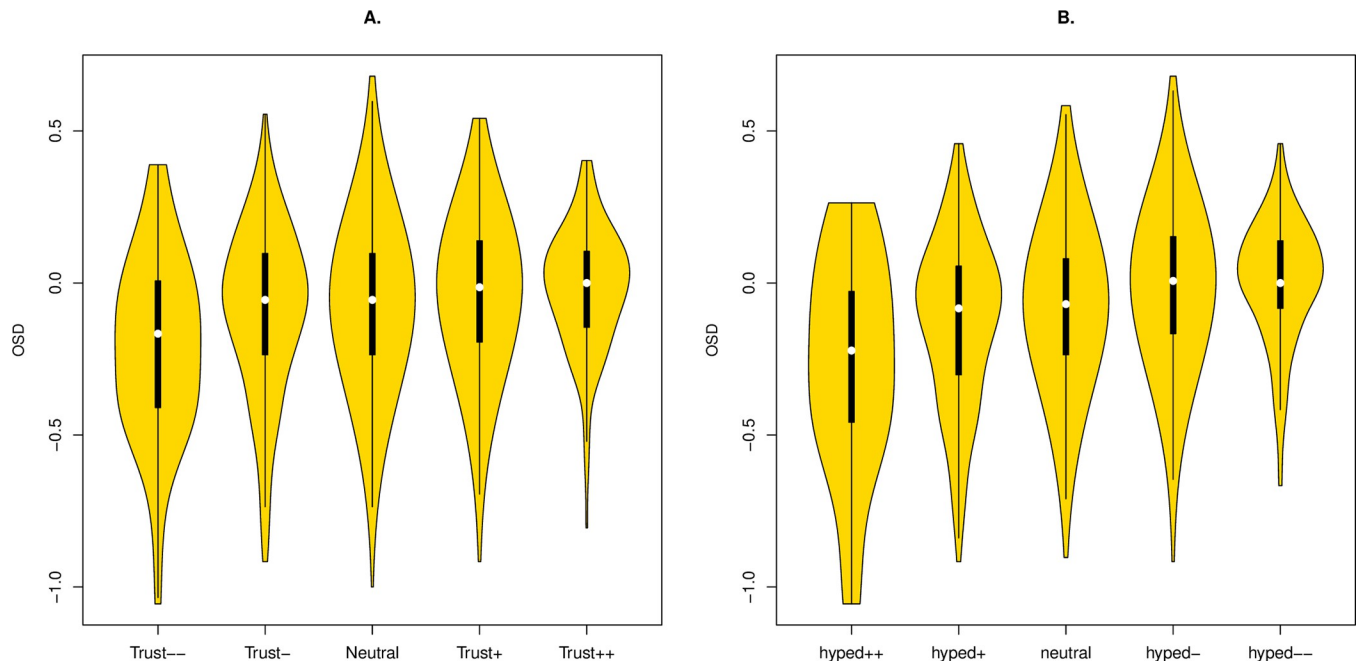 A.
OSD
0.5
0.0
−0.5
−1.0
Trust−− Trust− Neutral Trust+ Trust++
B.
OSD
0.5
0.0
−0.5
−1.0
hyped++ hyped+ neutral hyped− hyped−−